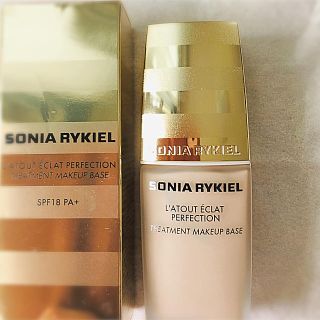 SONIA RYKIEL
L'ATOUT ÉCLAT PERFECTION
TREATMENT MAKEUP BASE
SPF18 PA+
SONIA RYKIEL
SONIA RYKIEL
L'ATOUT ÉCLAT
PERFECTION
TREATMENT MAKEUP BASE